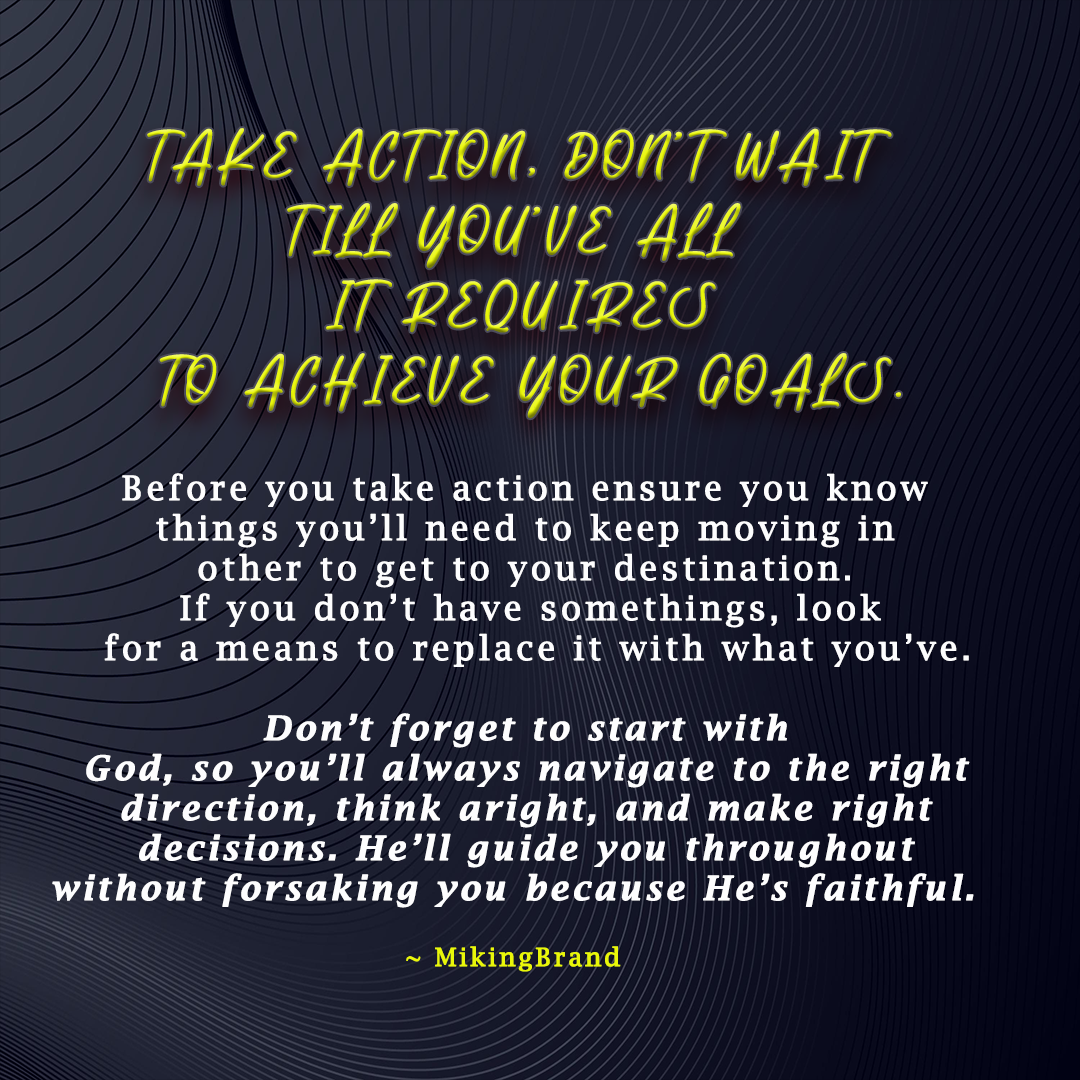 TAKE ACTION. DON'T WAIT
TILL YOU'VE ALL
IT REQUIRES
TO ACHIEVE YOUR GOALS.
Before you take action ensure you know
things you’ll need to keep moving in
other to get to your destination.
If you don’t have somethings, look
for a means to replace it with what you’ve.
Don’t forget to start with
God, so you’ll always navigate to the right
direction, think aright, and make right
decisions. He’ll guide you throughout
without forsaking you because He’s faithful.
~ MikingBrand